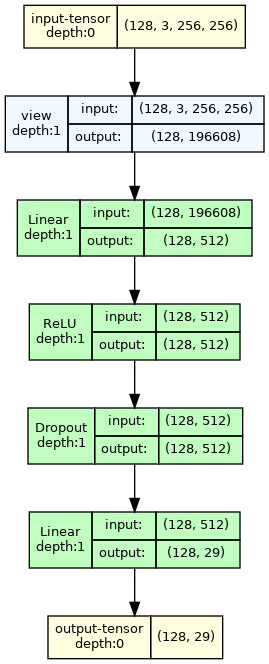 input-tensor
depth:0
(128, 3, 256, 256)
view
depth:1
input:
(128, 3, 256, 256)
output:
(128, 196608)
Linear
depth:1
input:
(128, 196608)
output:
(128, 512)
ReLU
depth:1
input:
(128, 512)
output:
(128, 512)
Dropout
depth:1
input:
(128, 512)
output:
(128, 512)
Linear
depth:1
input:
(128, 512)
output:
(128, 29)
output-tensor
depth:0
(128, 29)